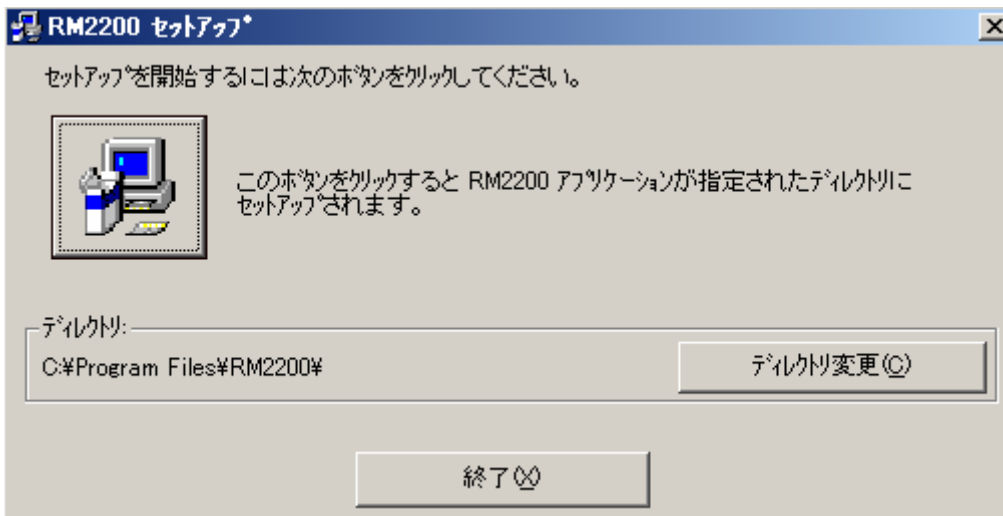 RM2200 ｾｯﾄｱｯﾌﾟ
ｾｯﾄｱｯﾌﾟを開始するには次のﾎﾞﾀﾝをｸﾘｯｸしてください。
このﾎﾞﾀﾝをｸﾘｯｸすると RM2200 ｱﾌﾟﾘｹｰｼｮﾝが指定されたﾃﾞｨﾚｸﾄﾘに
ｾｯﾄｱｯﾌﾟされます。
ﾃﾞｨﾚｸﾄﾘ:
C:¥Program Files¥RM2200¥
ﾃﾞｨﾚｸﾄﾘ変更(C)
終了(X)